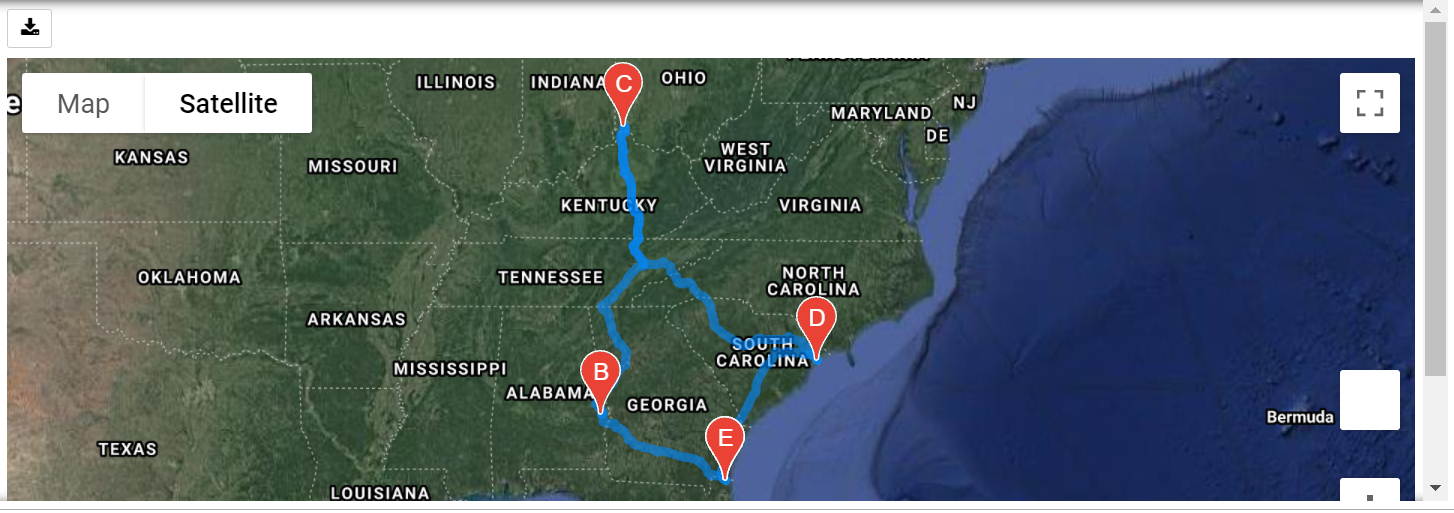 ILLINOIS
INDIANA
C
OHIO
e
Map
Satellite
NJ
MARYLAND
DE
KANSAS
MISSOURI
WEST
VIRGINIA
KENTUCKY
VIRGINIA
OKLAHOMA
TENNESSEE
NORTH
CAROLINA
ARKANSAS
D
SOUTH
CAROLINA
MISSISSIPPI
B
ALABAMA
GEORGIA
Bermuda
E
TEXAS
LOUISIANA